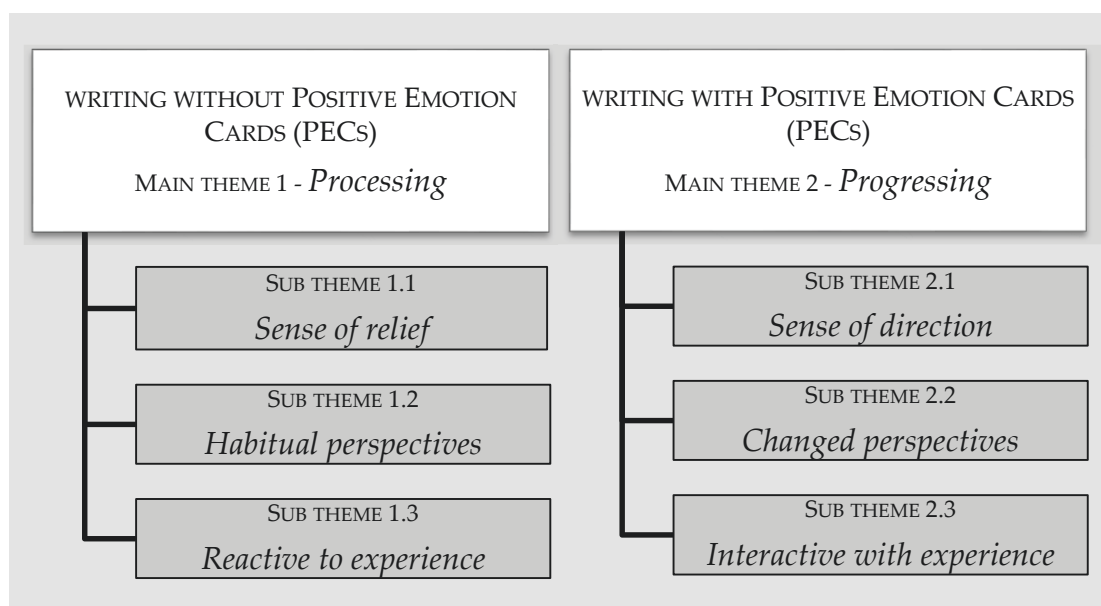 WRITING WITHOUT POSITIVE EMOTION
CARDS (PECS)
MAIN THEME 1 - Processing
SUB THEME 1.1
Sense of relief
SUB THEME 1.2
Habitual perspectives
SUB THEME 1.3
Reactive to experience
WRITING WITH POSITIVE EMOTION CARDS
(PECS)
MAIN THEME 2 - Progressing
SUB THEME 2.1
Sense of direction
SUB THEME 2.2
Changed perspectives
SUB THEME 2.3
Interactive with experience